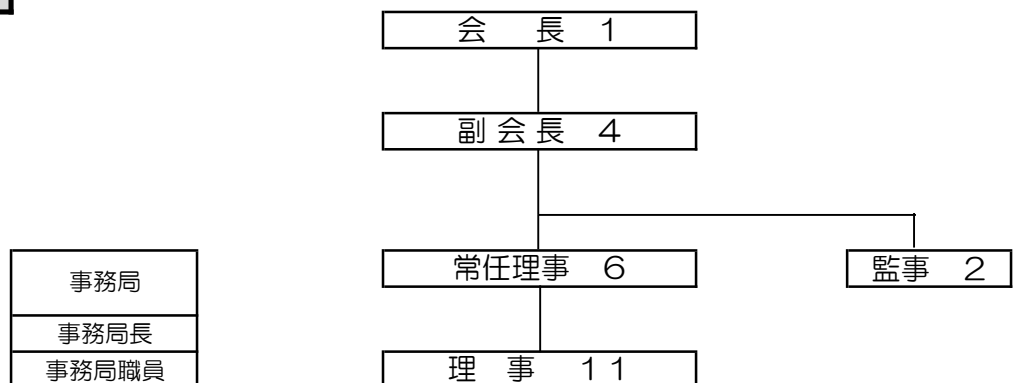 会　長　１
副 会 長　４
常任理事　６
監事　２
事務局
事務局長
事務局職員
理　事　１１